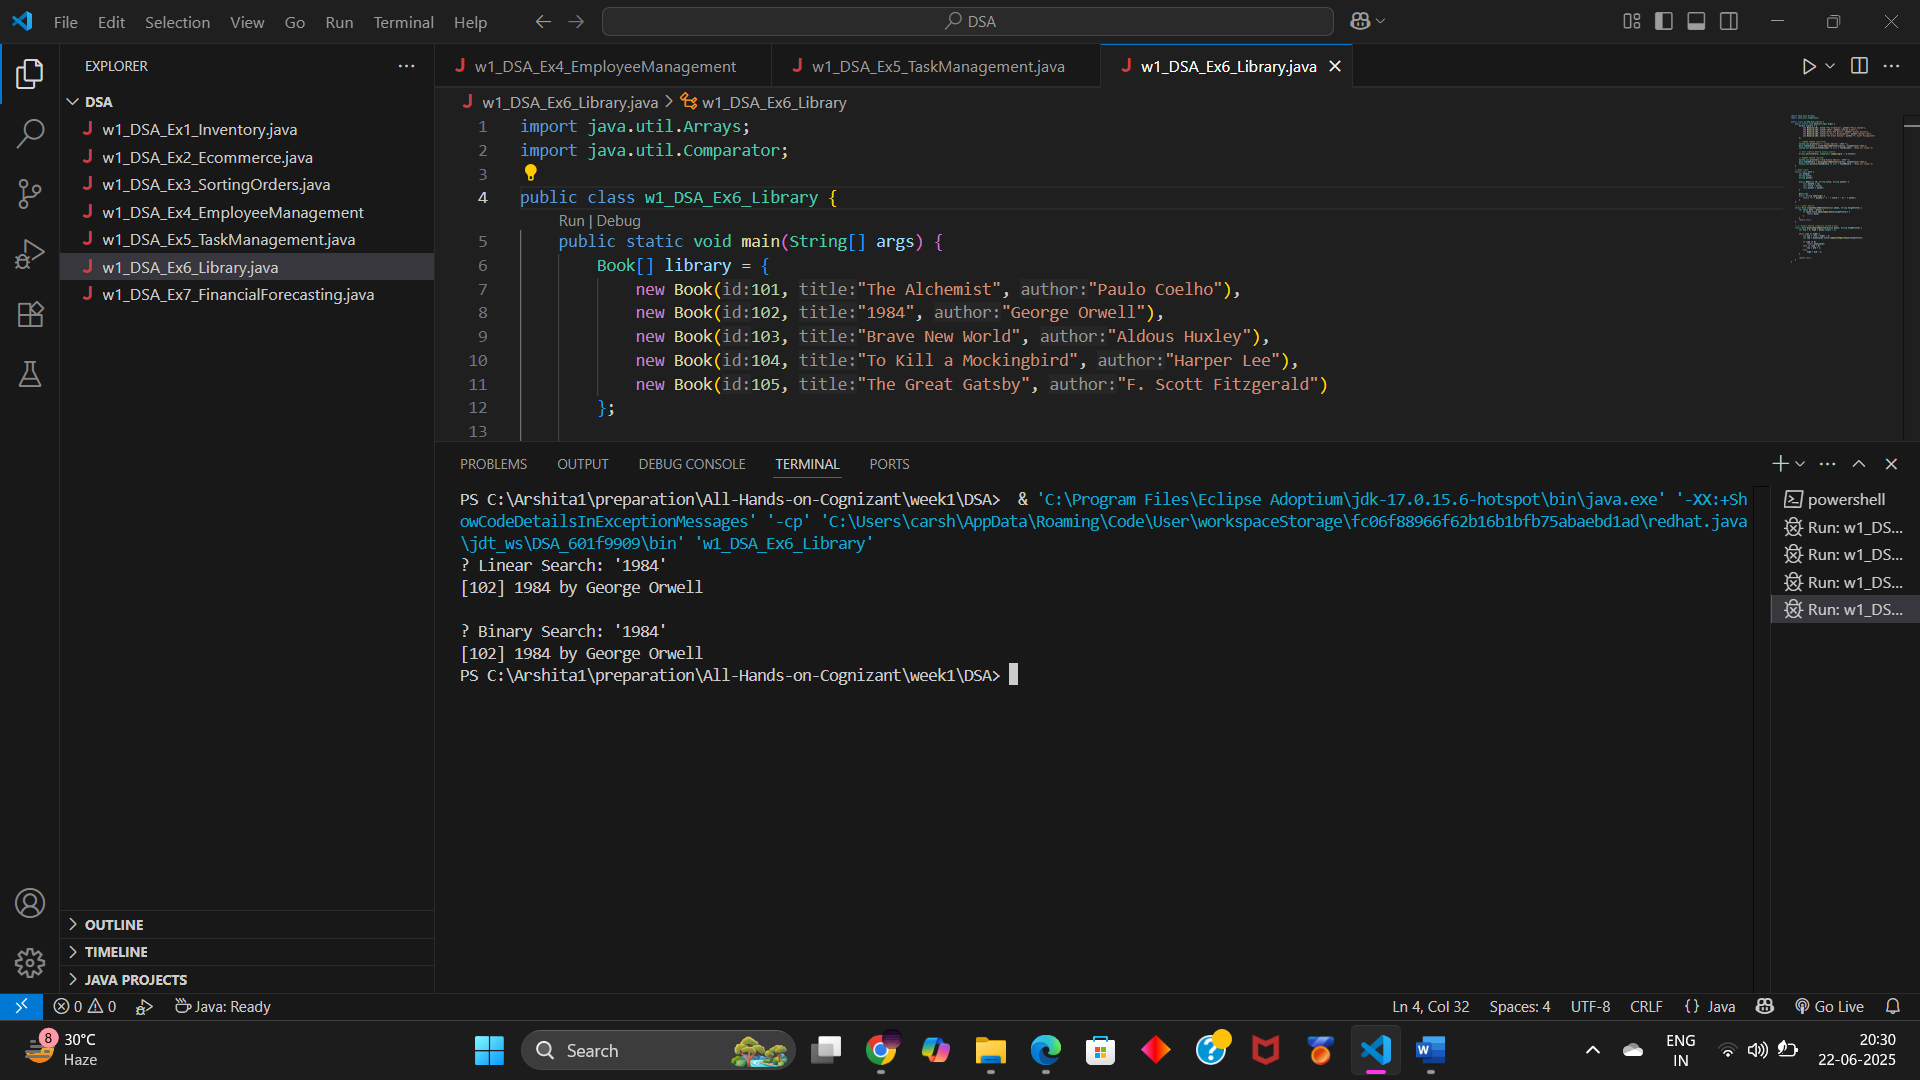 File Edit Selection View Go Run Terminal Help
DSA
EXPLORER
DSA
w1_DSA_Ex1_Inventory.java
w1_DSA_Ex2_Ecommerce.java
w1_DSA_Ex3_SortingOrders.java
w1_DSA_Ex4_EmployeeManagement
w1_DSA_Ex5_TaskManagement.java
w1_DSA_Ex6_Library.java
w1_DSA_Ex7_FinancialForecasting.java
OUTLINE
TIMELINE
JAVA PROJECTS
w1_DSA_Ex4_EmployeeManagement
w1_DSA_Ex5_TaskManagement.java
w1_DSA_Ex6_Library.java
w1_DSA_Ex6_Library.java > w1_DSA_Ex6_Library
1 import java.util.Arrays;
2 import java.util.Comparator;
3
4 public class w1_DSA_Ex6_Library {
Run | Debug
5 public static void main(String[] args) {
6 Book[] library = {
7 new Book(id:101, title:"The Alchemist", author:"Paulo Coelho"),
8 new Book(id:102, title:"1984", author:"George Orwell"),
9 new Book(id:103, title:"Brave New World", author:"Aldous Huxley"),
10 new Book(id:104, title:"To Kill a Mockingbird", author:"Harper Lee"),
11 new Book(id:105, title:"The Great Gatsby", author:"F. Scott Fitzgerald")
12 };
13
PROBLEMS OUTPUT DEBUG CONSOLE TERMINAL PORTS
PS C:\Arshita1\preparation\All-Hands-on-Cognizant\week1\DSA> & 'C:\Program Files\Eclipse Adoptium\jdk-17.0.15.6-hotspot\bin\java.exe' '-XX:+Sh
owCodeDetailsInExceptionMessages' '-cp' 'C:\Users\carsh\AppData\Roaming\Code\User\workspaceStorage\fc06f88966f62b16b1bfb75abaebd1ad\redhat.java
\jdt_ws\DSA_601f9909\bin' 'w1_DSA_Ex6_Library'
? Linear Search: '1984'
[102] 1984 by George Orwell
? Binary Search: '1984'
[102] 1984 by George Orwell
PS C:\Arshita1\preparation\All-Hands-on-Cognizant\week1\DSA>
powershell
Run: w1_DS...
Run: w1_DS...
Run: w1_DS...
Run: w1_DS...
0 0 Java: Ready
Ln 4, Col 32 Spaces: 4 UTF-8 CRLF {} Java Go Live
8
30°C
Haze
Search
ENG
IN
20:30
22-06-2025